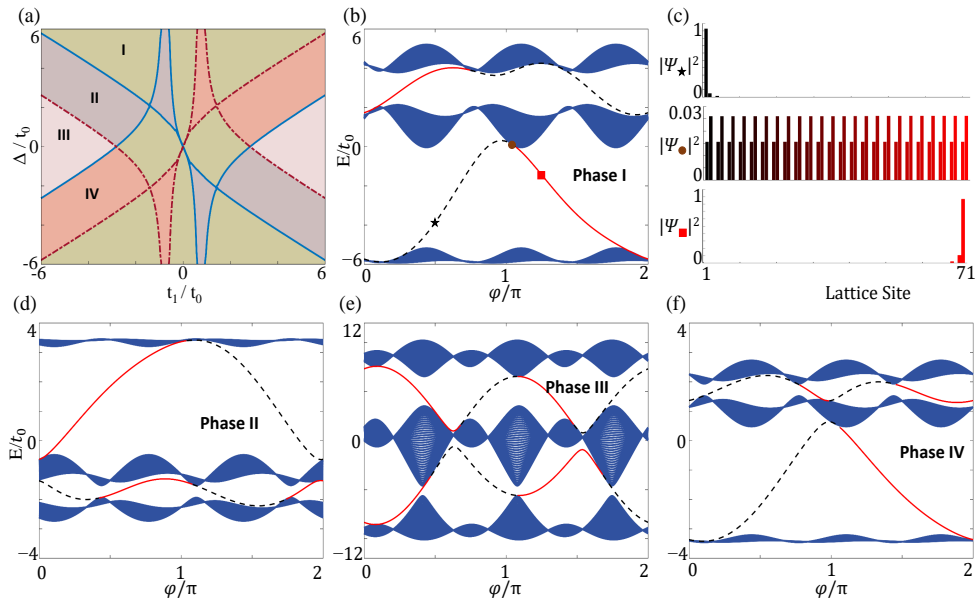 (a)
6
0
-6
Δ / t₀
I
II
III
IV
-6
0
6
t₁ / t₀
(b)
6
0
−6
E/t₀
Phase I
0
1
2
φ/π
(c)
1
0
|Ψ★|²
0.03
0
|Ψ●|²
1
0
|Ψ■|²
1
71
Lattice Site
(d)
4
0
−4
E/t₀
Phase II
0
1
2
φ/π
(e)
12
0
−12
Phase III
0
1
2
φ/π
(f)
4
0
−4
Phase IV
0
1
2
φ/π